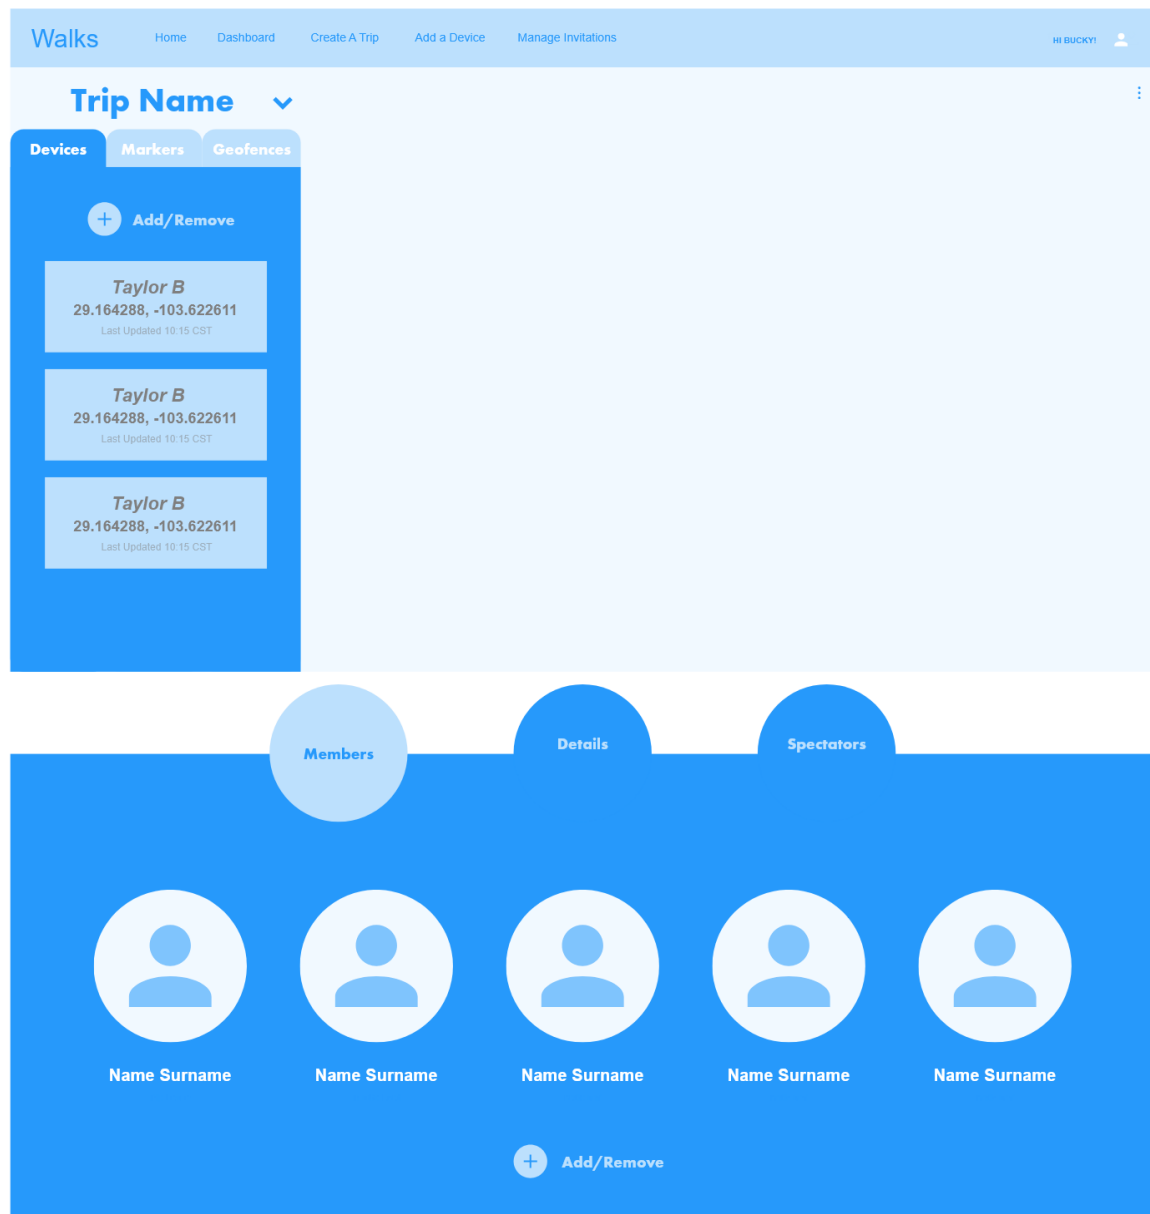 Walks Home Dashboard Create A Trip Add a Device Manage Invitations HI BUCKY!
Trip Name
Devices Markers Geofences
Add/Remove
Taylor B
29.164288, -103.622611
Last Updated 10:15 CST
Taylor B
29.164288, -103.622611
Last Updated 10:15 CST
Taylor B
29.164288, -103.622611
Last Updated 10:15 CST
Members Details Spectators
Name Surname Name Surname Name Surname Name Surname Name Surname
Add/Remove